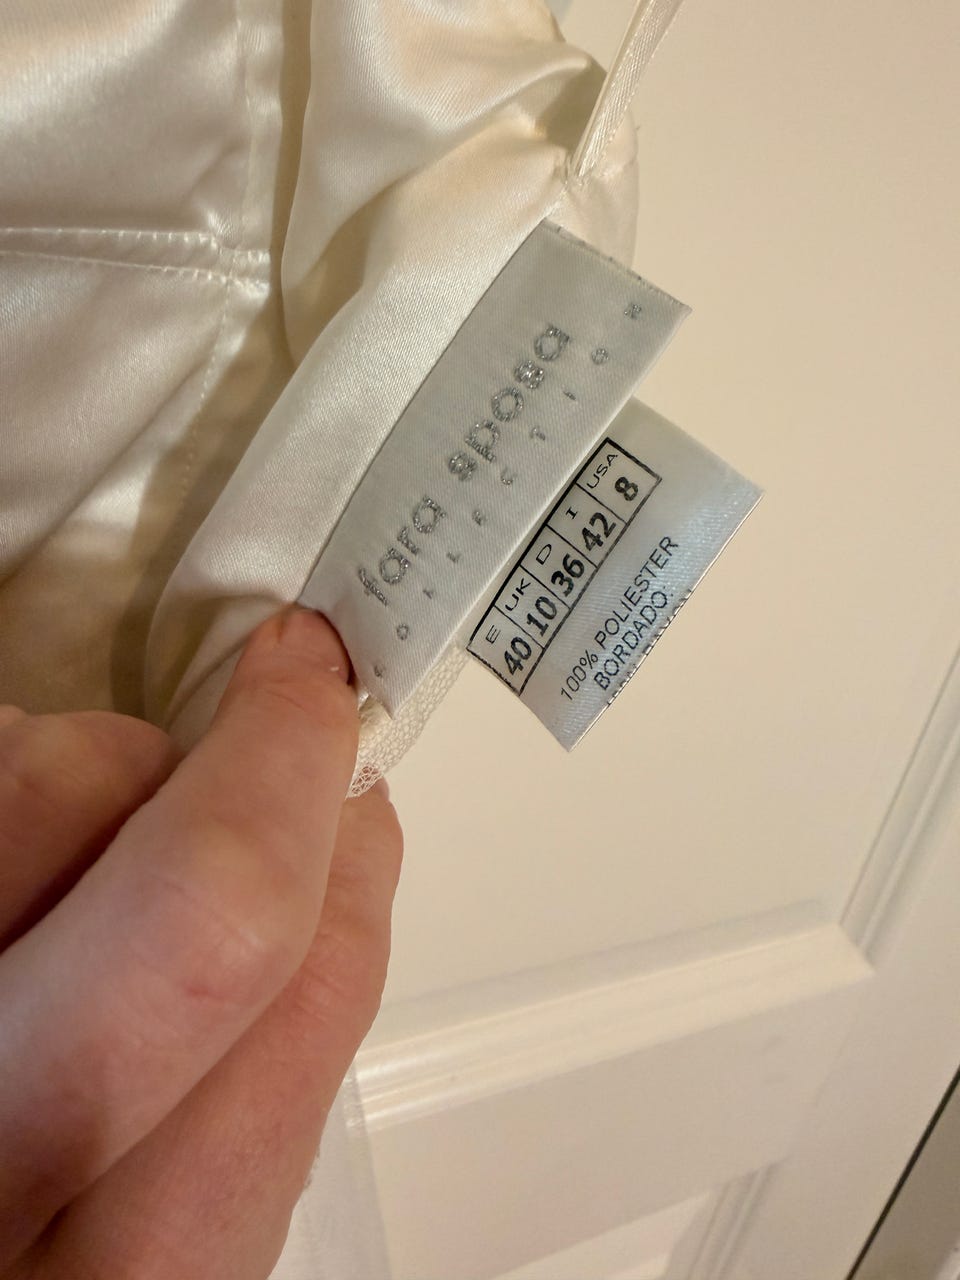 fara sposa
COLLECTION
E UK D I USA
40 10 36 42 8
100% POLIESTER
BORDADO.